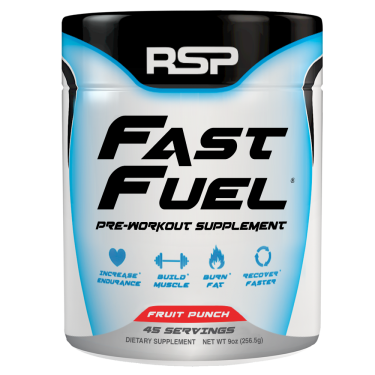 RSP
FAST
FUEL®
PRE-WORKOUT SUPPLEMENT
INCREASE* BUILD* BURN* RECOVER*
ENDURANCE MUSCLE FAT FASTER
FRUIT PUNCH
45 SERVINGS
DIETARY SUPPLEMENT NET WT 9oz (256.5g)